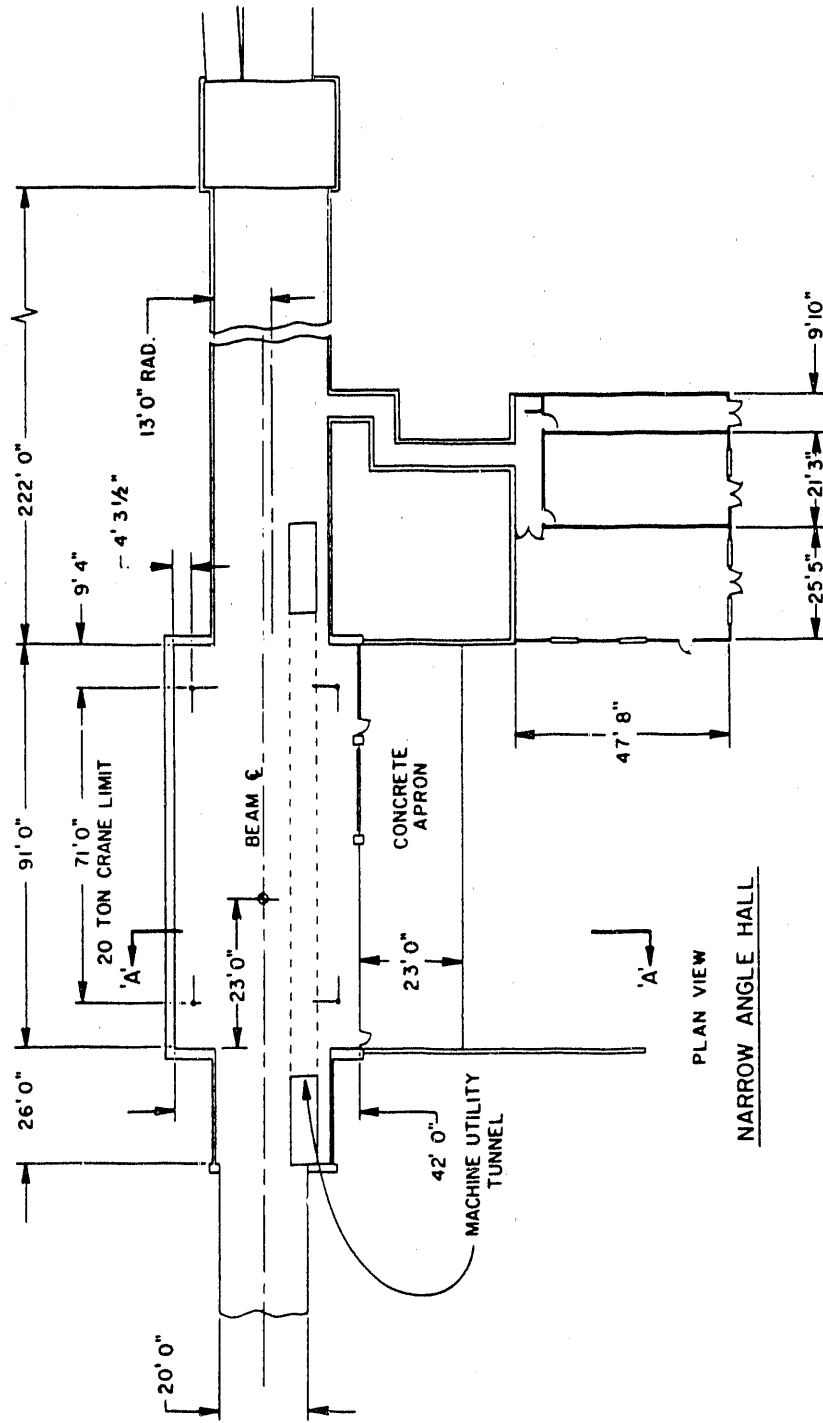 222' 0"
9' 4"
4' 3½"
13' 0" RAD.
91' 0"
71' 0"
20 TON CRANE LIMIT
'A'
26' 0"
BEAM ℄
23' 0"
20' 0"
42' 0"
MACHINE UTILITY
TUNNEL
CONCRETE
APRON
23' 0"
'A'
47' 8"
25' 5"
21' 3"
9' 10"
PLAN VIEW
NARROW ANGLE HALL